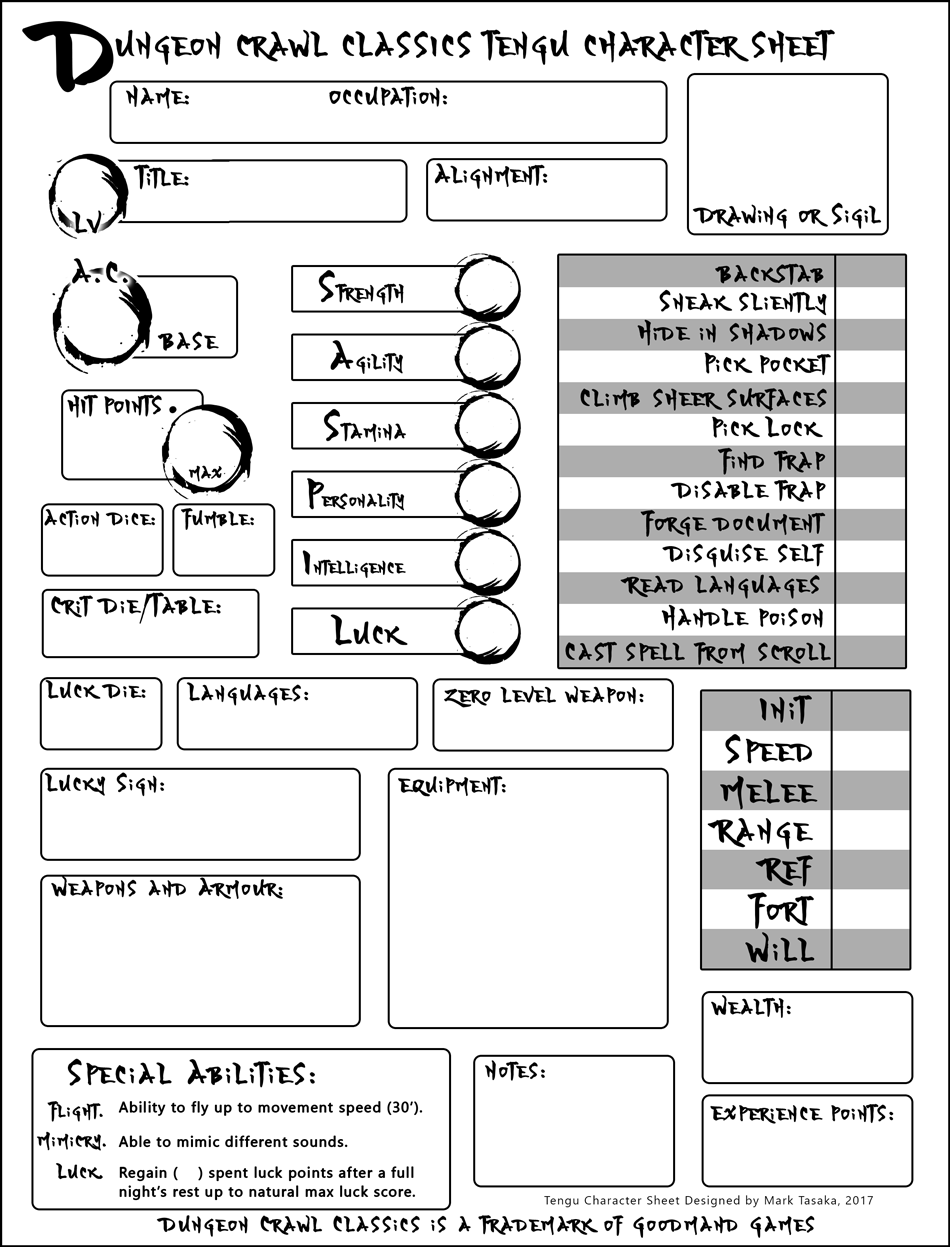 Dungeon Crawl Classics Tengu Character Sheet
Name: Occupation:
Drawing or Sigil
LV Title:
Alignment:
A.C.
Base
Hit Points
Max
Action Dice: Fumble:
Crit Die/Table:
Strength
Agility
Stamina
Personality
Intelligence
Luck
Backstab
Sneak Sliently
Hide in Shadows
Pick Pocket
Climb Sheer Surfaces
Pick Lock
Find Trap
Disable Trap
Forge Document
Disguise Self
Read Languages
Handle Poison
Cast Spell from Scroll
Luck Die: Languages: Zero Level Weapon:
Lucky Sign:
Equipment:
Weapons and Armour:
Init
Speed
Melee
Range
Ref
Fort
Will
Wealth:
Experience Points:
Special Abilities:
Flight. Ability to fly up to movement speed (30').
Mimicry. Able to mimic different sounds.
Luck Regain ( ) spent luck points after a full
night's rest up to natural max luck score.
Notes:
Tengu Character Sheet Designed by Mark Tasaka, 2017
Dungeon Crawl Classics is a Trademark of Goodmand Games